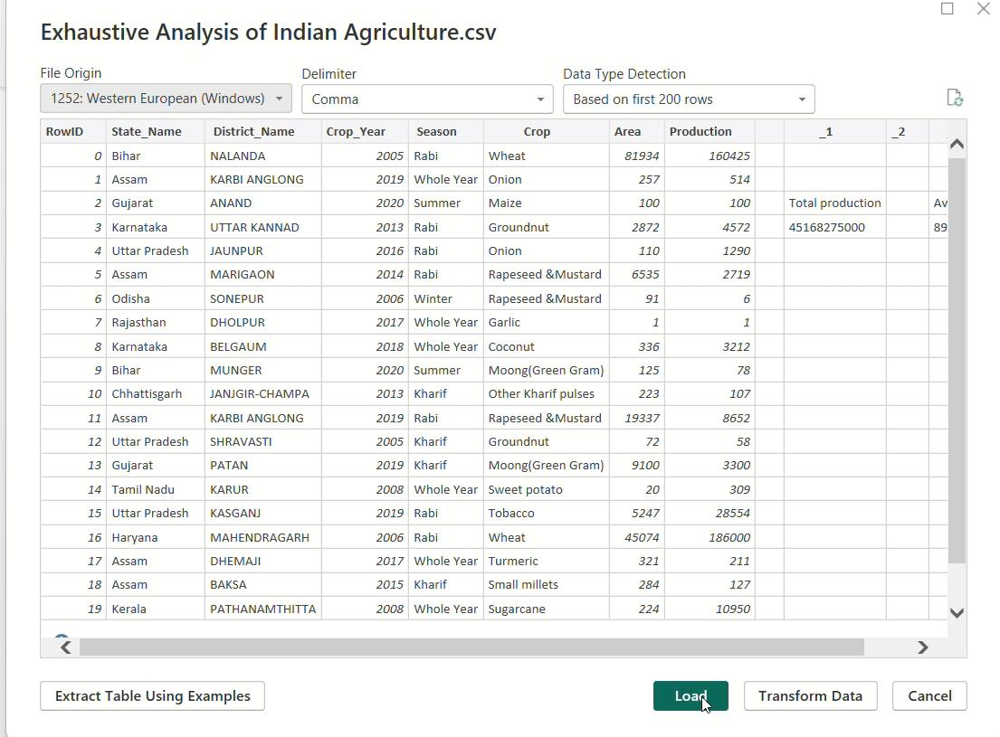 Exhaustive Analysis of Indian Agriculture.csv
File Origin Delimiter Data Type Detection
1252: Western European (Windows) Comma Based on first 200 rows
RowID State_Name District_Name Crop_Year Season Crop Area Production _1 _2
0 Bihar NALANDA 2005 Rabi Wheat 81934 160425
1 Assam KARBI ANGLONG 2019 Whole Year Onion 257 514
2 Gujarat ANAND 2020 Summer Maize 100 100 Total production Av
3 Karnataka UTTAR KANNAD 2013 Rabi Groundnut 2872 4572 45168275000 89
4 Uttar Pradesh JAUNPUR 2016 Rabi Onion 110 1290
5 Assam MARIGAON 2014 Rabi Rapeseed &Mustard 6535 2719
6 Odisha SONEPUR 2006 Winter Rapeseed &Mustard 91 6
7 Rajasthan DHOLPUR 2017 Whole Year Garlic 1 1
8 Karnataka BELGAUM 2018 Whole Year Coconut 336 3212
9 Bihar MUNGER 2020 Summer Moong(Green Gram) 125 78
10 Chhattisgarh JANJGIR-CHAMPA 2013 Kharif Other Kharif pulses 223 107
11 Assam KARBI ANGLONG 2019 Rabi Rapeseed &Mustard 19337 8652
12 Uttar Pradesh SHRAVASTI 2005 Kharif Groundnut 72 58
13 Gujarat PATAN 2019 Kharif Moong(Green Gram) 9100 3300
14 Tamil Nadu KARUR 2008 Whole Year Sweet potato 20 309
15 Uttar Pradesh KASGANJ 2019 Rabi Tobacco 5247 28554
16 Haryana MAHENDRAGARH 2006 Rabi Wheat 45074 186000
17 Assam DHEMAJI 2017 Whole Year Turmeric 321 211
18 Assam BAKSA 2015 Kharif Small millets 284 127
19 Kerala PATHANAMTHITTA 2008 Whole Year Sugarcane 224 10950
Extract Table Using Examples Load Transform Data Cancel